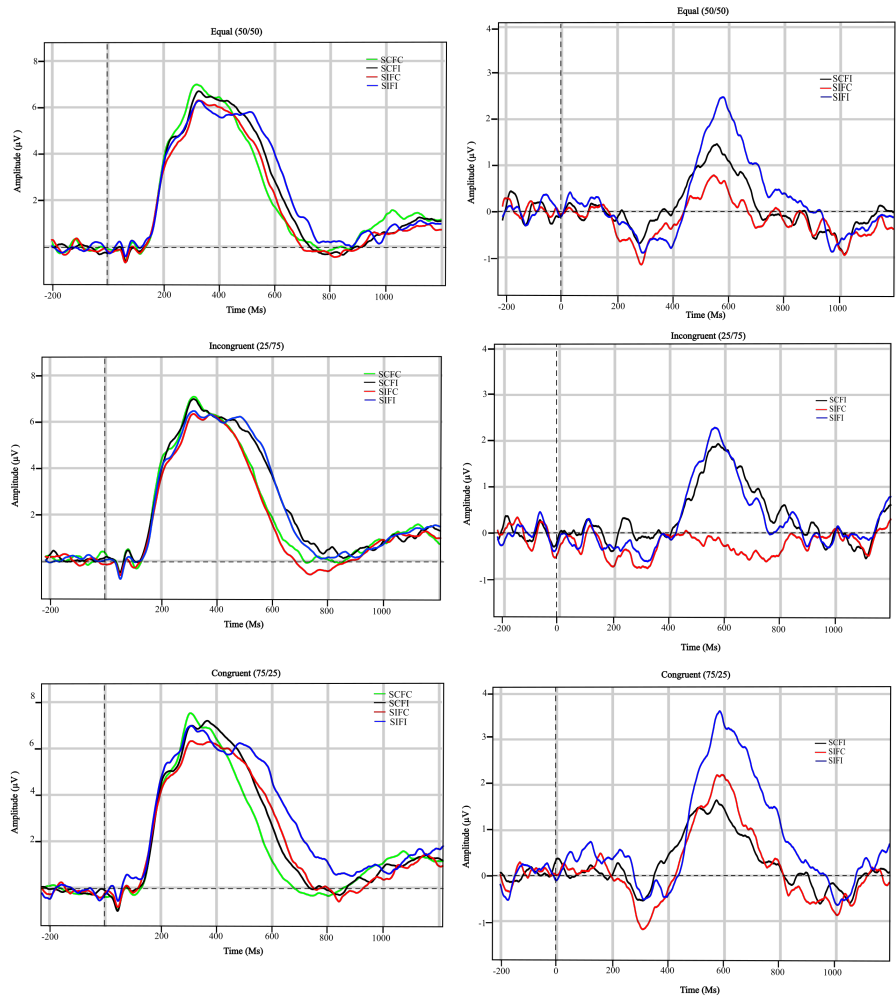 Equal (50/50)
8
6
4
2
Amplitude (µV )
SCFC
SCFI
SIFC
SIFI
-200
0
200
400
600
800
1000
Time (Ms)
Equal (50/50)
4
3
2
1
0
-1
Amplitude (µV )
SCFI
SIFC
SIFI
-200
0
200
400
600
800
1000
Time (Ms)
Incongruent (25/75)
8
6
4
2
Amplitude (µV )
SCFC
SCFI
SIFC
SIFI
-200
0
200
400
600
800
1000
Time (Ms)
Incongruent (25/75)
4
3
2
1
0
-1
Amplitude (µV )
SCFI
SIFC
SIFI
-200
0
200
400
600
800
1000
Time (Ms)
Congruent (75/25)
8
6
4
2
Amplitude (µV )
SCFC
SCFI
SIFC
SIFI
-200
0
200
400
600
800
1000
Time (Ms)
Congruent (75/25)
4
3
2
1
0
-1
Amplitude (µV )
SCFI
SIFC
SIFI
-200
0
200
400
600
800
1000
Time (Ms)